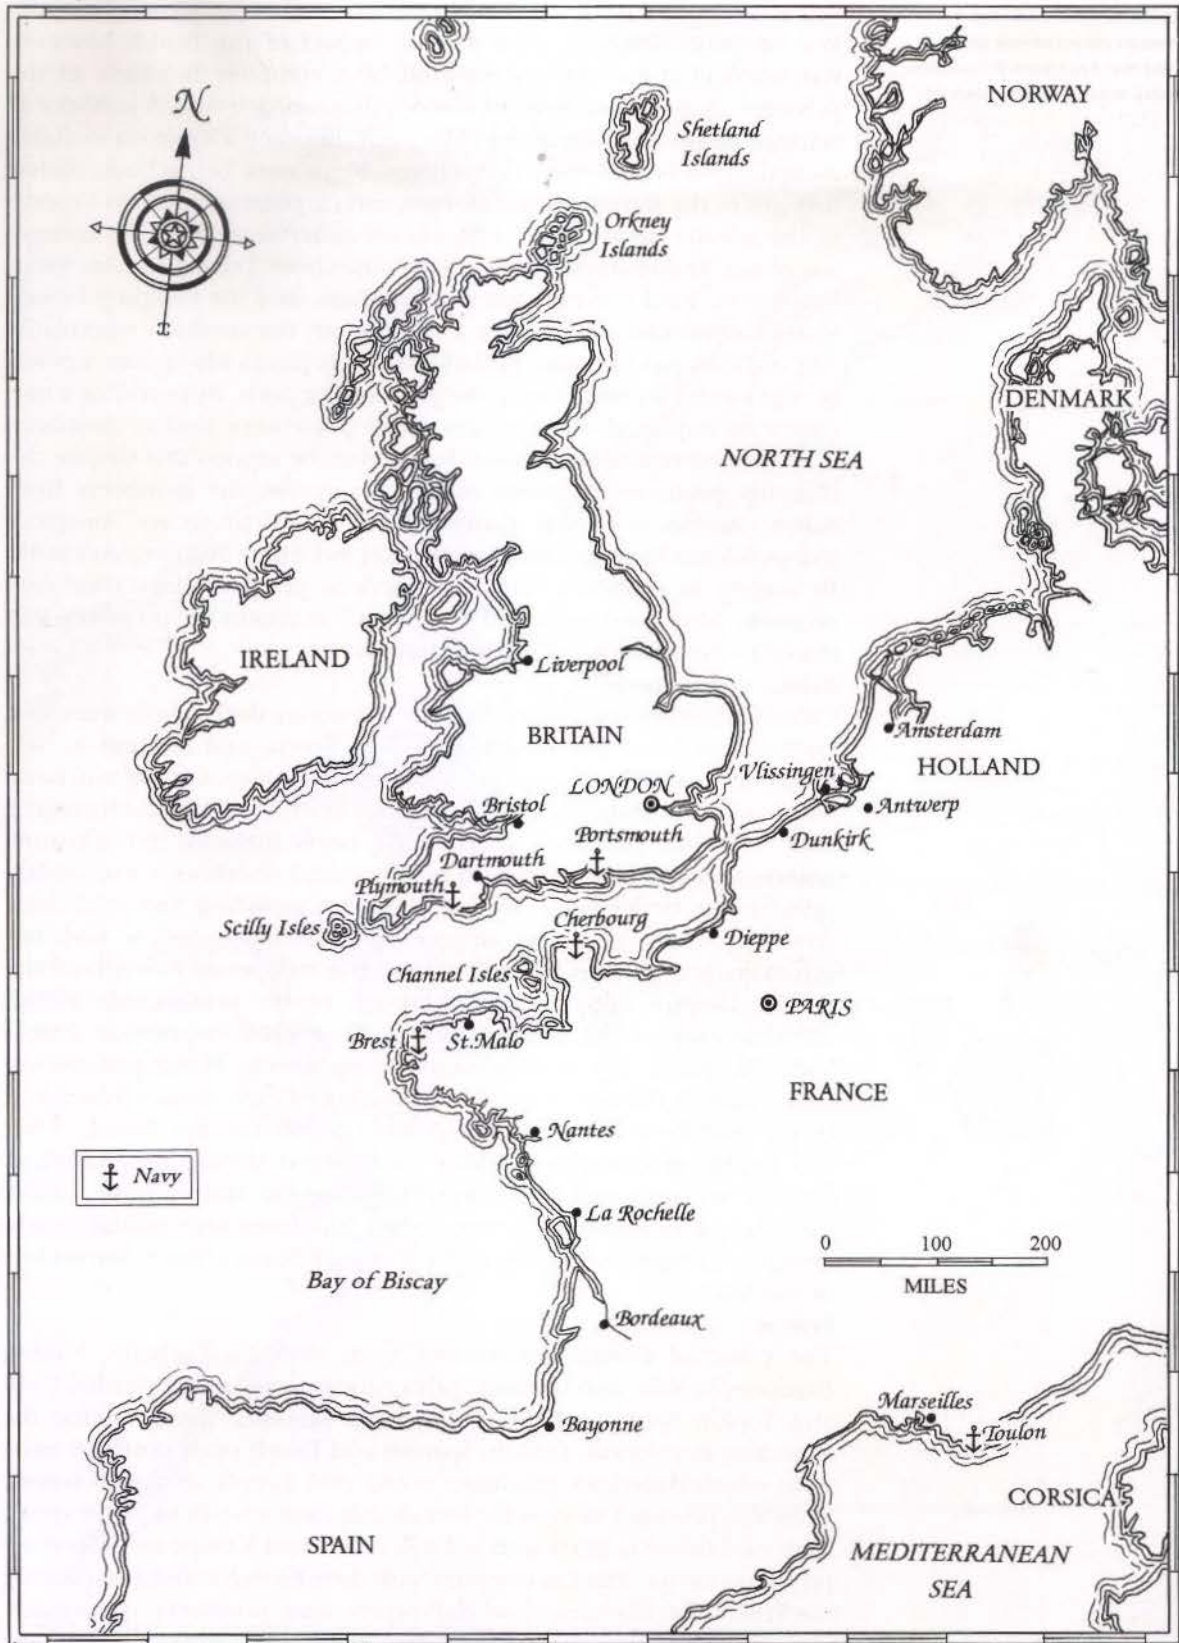 N
NORWAY
Shetland
Islands
Orkney
Islands
DENMARK
NORTH SEA
IRELAND
Liverpool
BRITAIN
Amsterdam
Vlissingen
HOLLAND
LONDON
Antwerp
Bristol
Portsmouth
Dunkirk
Dartmouth
Plymouth
Scilly Isles
Cherbourg
Dieppe
Channel Isles
PARIS
Brest
St.Malo
FRANCE
Nantes
Navy
La Rochelle
0 100 200
MILES
Bay of Biscay
Bordeaux
Marseilles
Bayonne
Toulon
CORSICA
SPAIN
MEDITERRANEAN
SEA